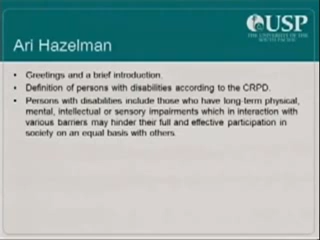 USP
THE UNIVERSITY OF THE
SOUTH PACIFIC
Ari Hazelman
• Greetings and a brief introduction.
• Definition of persons with disabilities according to the CRPD.
• Persons with disabilities include those who have long-term physical,
mental, intellectual or sensory impairments which in interaction with
various barriers may hinder their full and effective participation in
society on an equal basis with others.